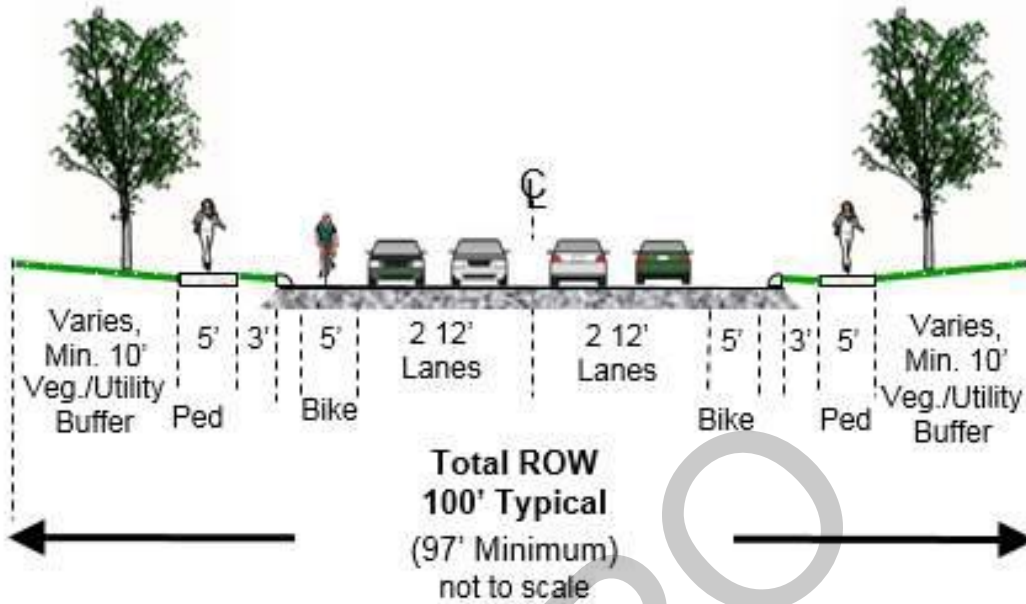 ℄
Varies,
Min. 10'
Veg./Utility
Buffer
5'
Ped
3'
5'
Bike
2 12'
Lanes
2 12'
Lanes
5'
Bike
3'
5'
Ped
Varies,
Min. 10'
Veg./Utility
Buffer
Total ROW
100' Typical
(97' Minimum)
not to scale